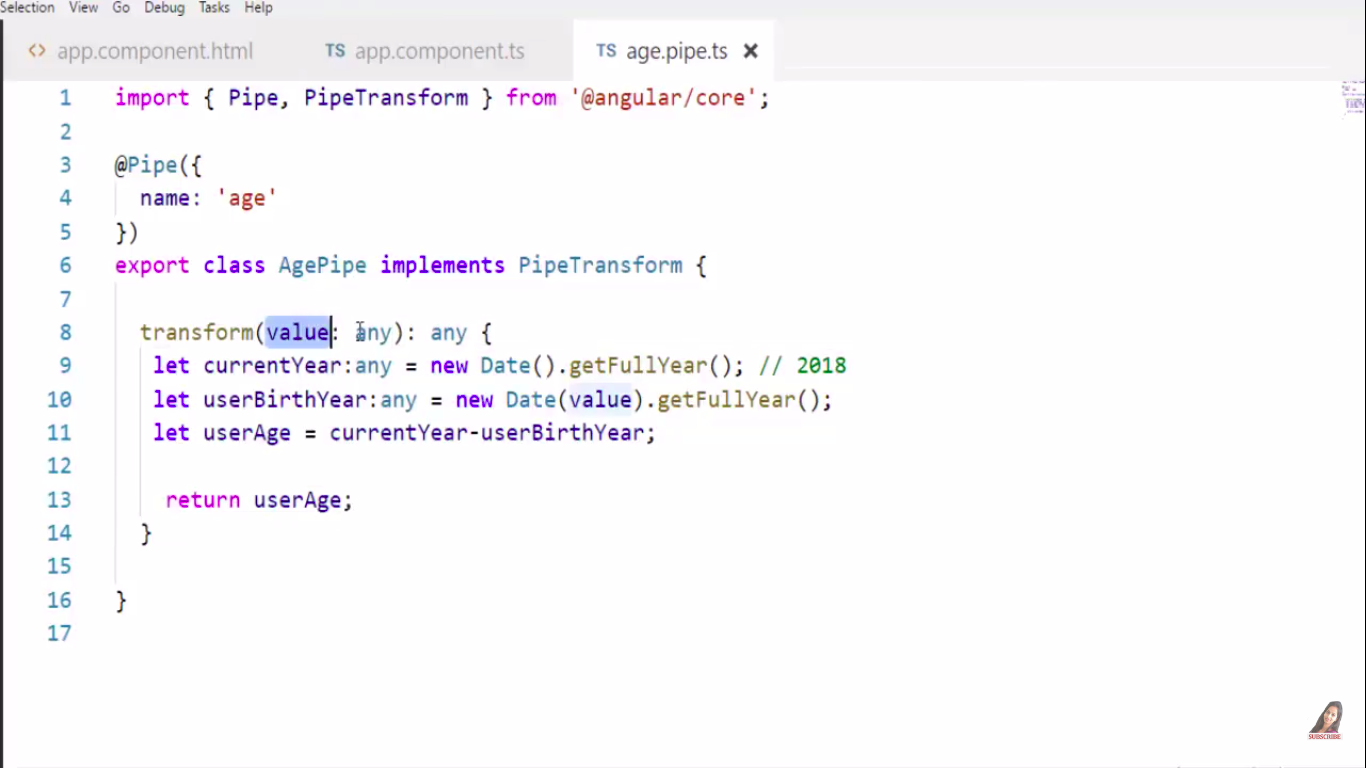 Selection View Go Debug Tasks Help
<> app.component.html TS app.component.ts TS age.pipe.ts ×
1 import { Pipe, PipeTransform } from '@angular/core';
2
3 @Pipe({
4 name: 'age'
5 })
6 export class AgePipe implements PipeTransform {
7
8 transform(value: any): any {
9 let currentYear:any = new Date().getFullYear(); // 2018
10 let userBirthYear:any = new Date(value).getFullYear();
11 let userAge = currentYear-userBirthYear;
12
13 return userAge;
14 }
15
16 }
17
SUBSCRIBE